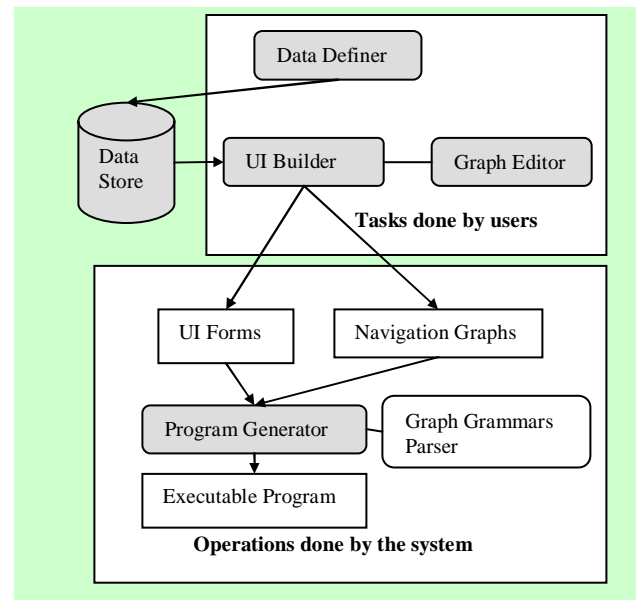 Data Definer
Data
Store
UI Builder
Graph Editor
Tasks done by users
UI Forms
Navigation Graphs
Program Generator
Graph Grammars
Parser
Executable Program
Operations done by the system